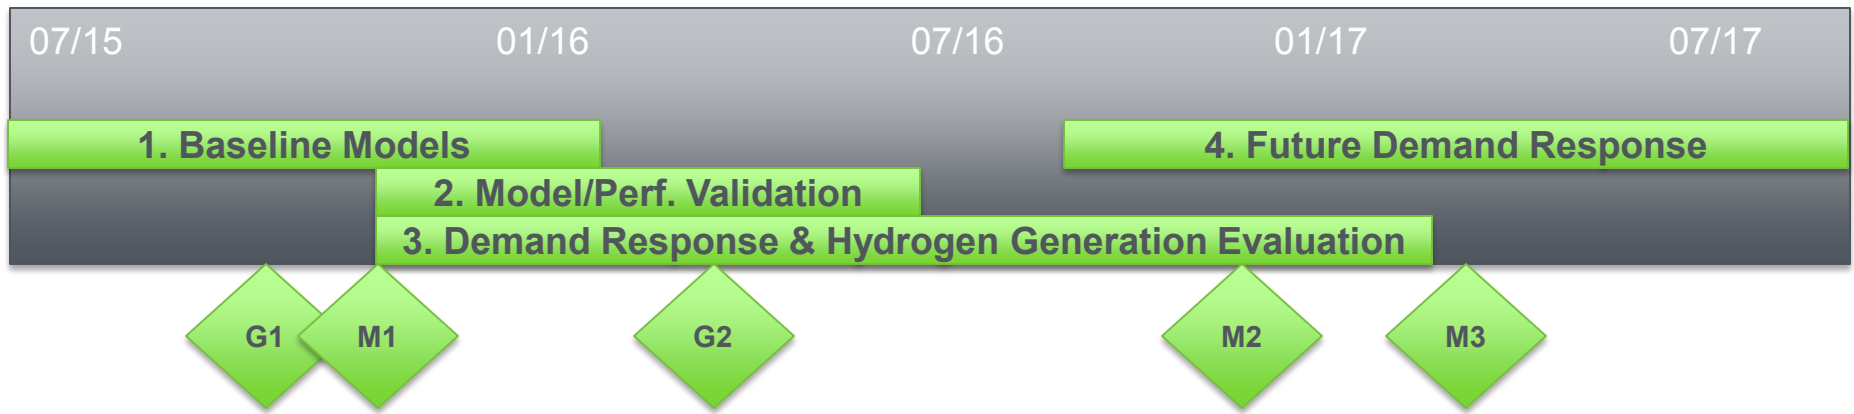 07/15 01/16 07/16 01/17 07/17
1. Baseline Models
4. Future Demand Response
2. Model/Perf. Validation
3. Demand Response & Hydrogen Generation Evaluation
G1 M1 G2 M2 M3